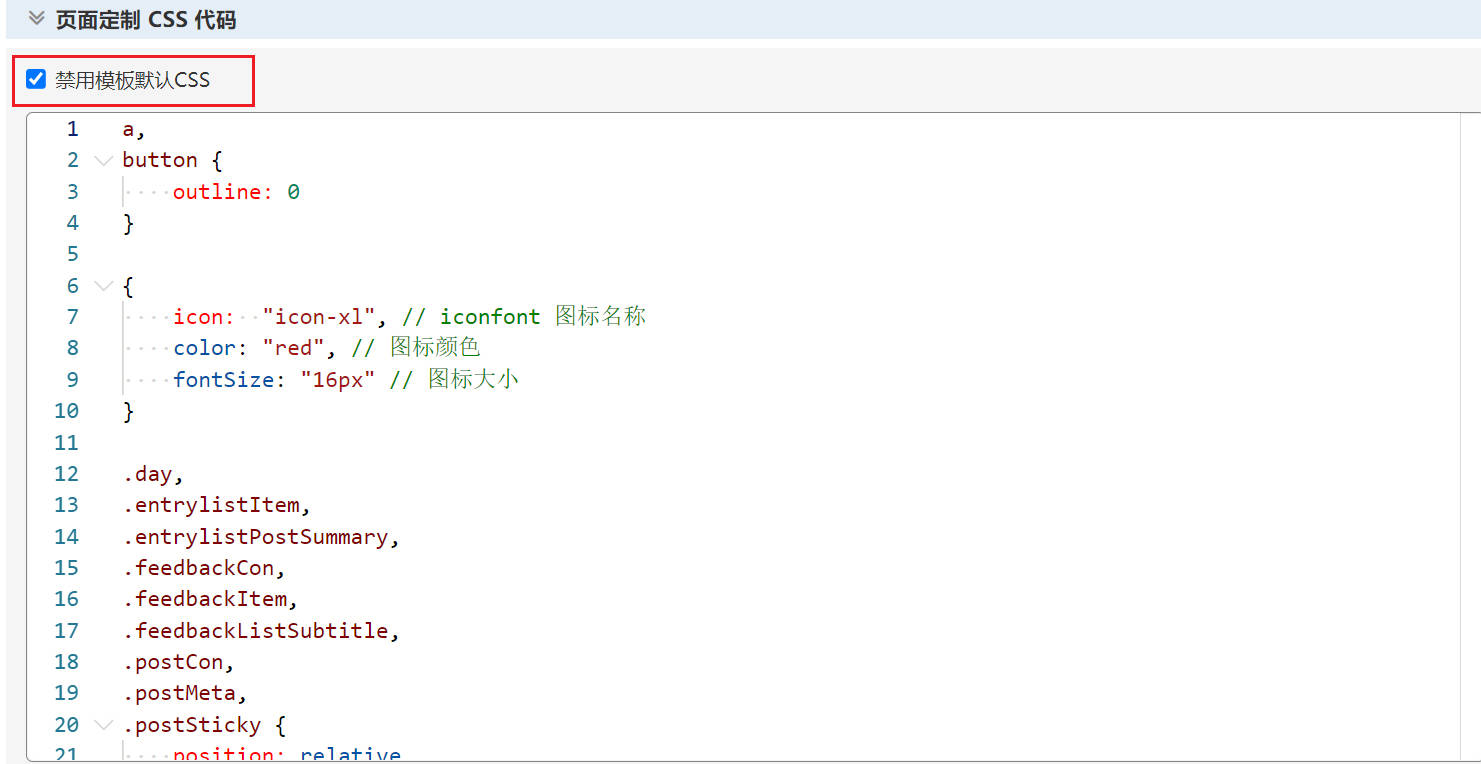 页面定制 CSS 代码
禁用模板默认CSS
1 a,
2 button {
3 outline: 0
4 }
5
6 {
7 icon: "icon-xl", // iconfont 图标名称
8 color: "red", // 图标颜色
9 fontSize: "16px" // 图标大小
10 }
11
12 .day,
13 .entrylistItem,
14 .entrylistPostSummary,
15 .feedbackCon,
16 .feedbackItem,
17 .feedbackListSubtitle,
18 .postCon,
19 .postMeta,
20 .postSticky {
21 position: relative